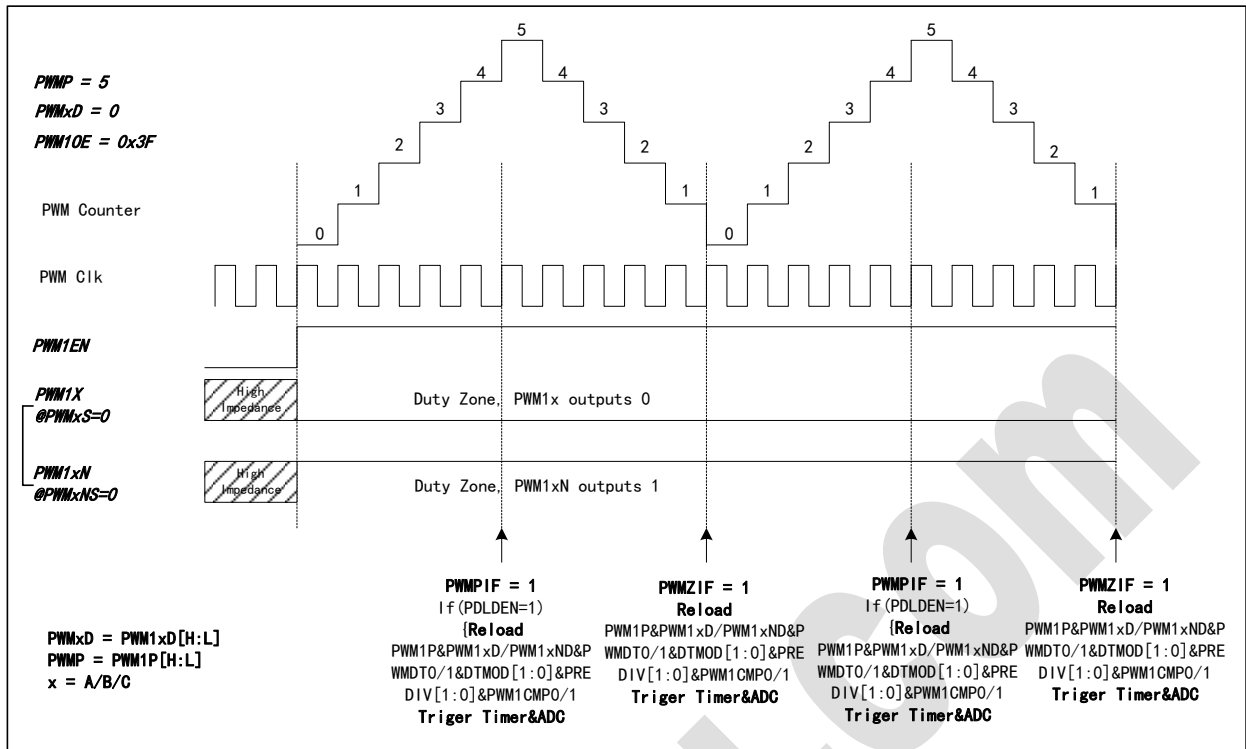 5
5
PWMP = 5
4
4
4
4
PWMxD = 0
3
3
3
3
PWM1OE = 0x3F
2
2
2
2
1
1
1
1
PWM Counter
0
0
PWM Clk
PWM1EN
PWM1X
@PWMxS=0
High
Impedance
Duty Zone, PWM1x outputs 0
PWM1xN
@PWMxNS=0
High
Impedance
Duty Zone, PWM1xN outputs 1
PWMPIF = 1
If(PDLDEN=1)
{Reload
PWM1P&PWM1xD/PWM1xND&P
WMDT0/1&DTMOD[1:0]&PRE
DIV[1:0]&PWM1CMP0/1
Triger Timer&ADC
PWMZIF = 1
Reload
PWM1P&PWM1xD/PWM1xND&P
WMDT0/1&DTMOD[1:0]&PRE
DIV[1:0]&PWM1CMP0/1
Triger Timer&ADC
PWMPIF = 1
If(PDLDEN=1)
{Reload
PWM1P&PWM1xD/PWM1xND&P
WMDT0/1&DTMOD[1:0]&PRE
DIV[1:0]&PWM1CMP0/1
Triger Timer&ADC
PWMZIF = 1
Reload
PWM1P&PWM1xD/PWM1xND&P
WMDT0/1&DTMOD[1:0]&PRE
DIV[1:0]&PWM1CMP0/1
Triger Timer&ADC
PWMxD = PWM1xD[H:L]
PWMP = PWM1P[H:L]
x = A/B/C
.com